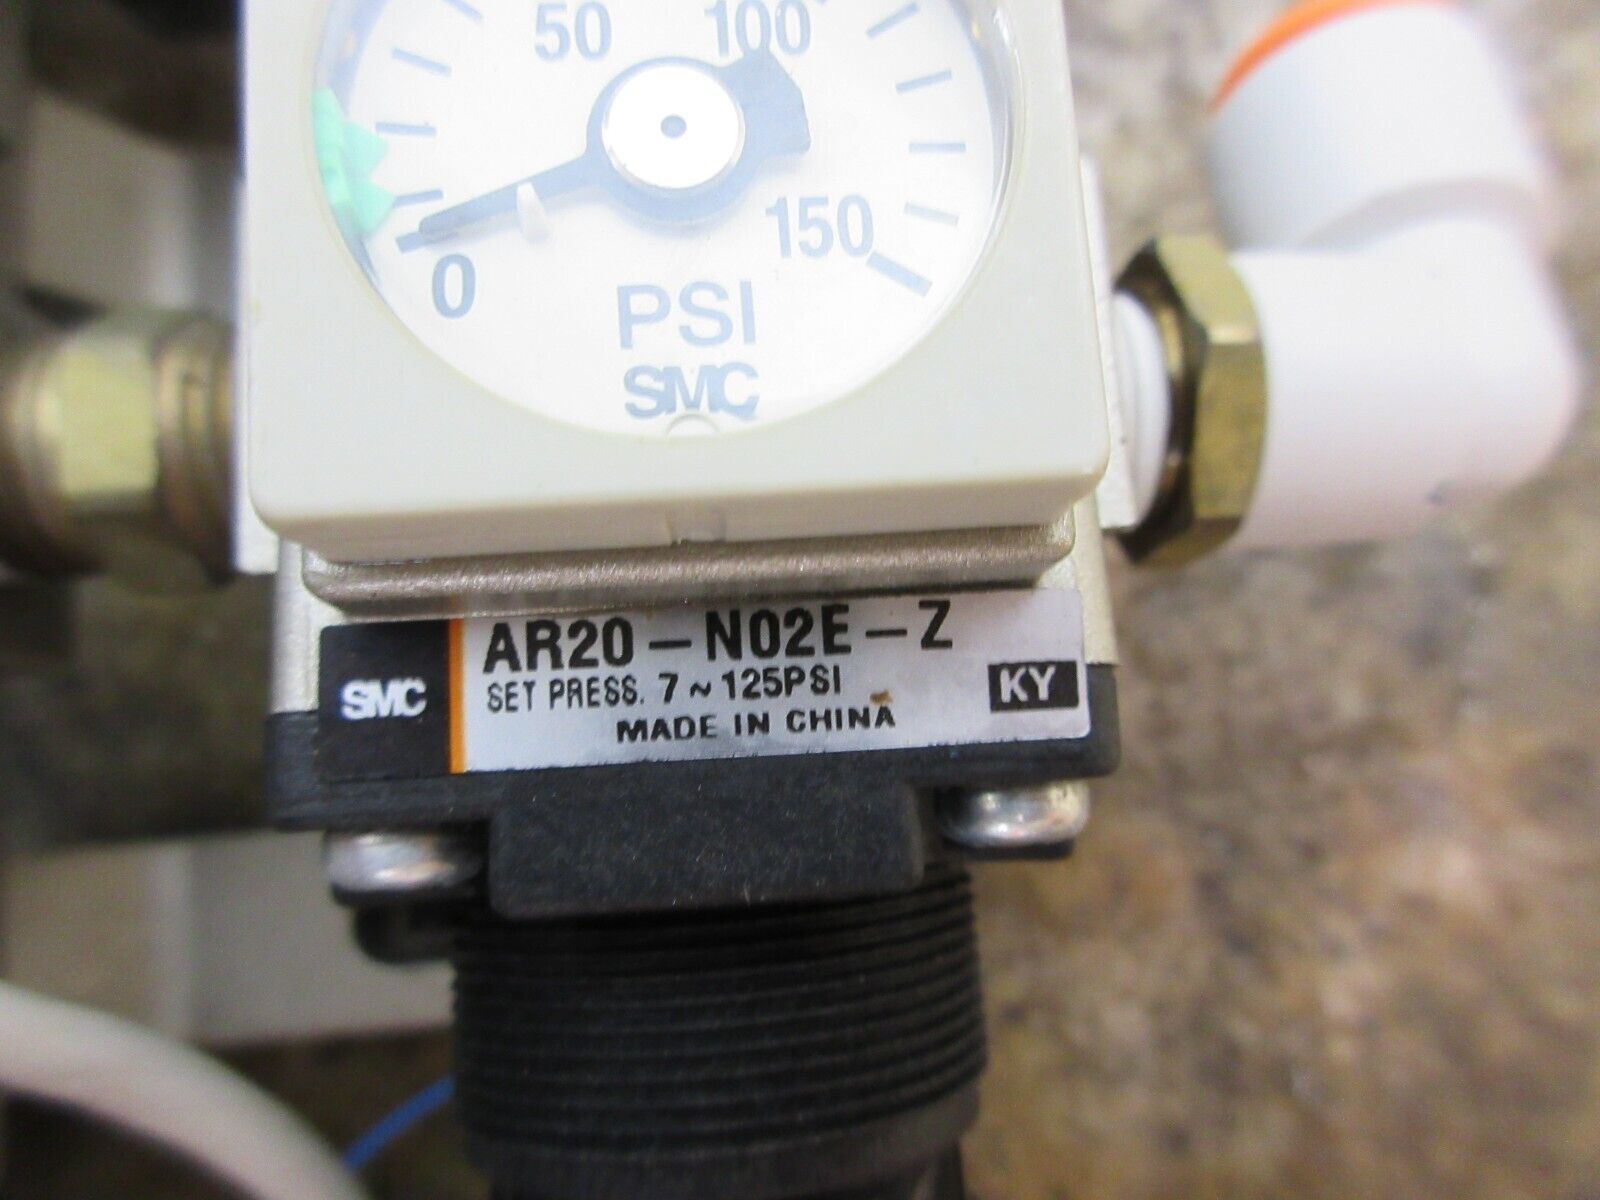 50 100
150
0
PSI
SMC
AR20-N02E-Z
SMC SET PRESS. 7~125PSI KY
MADE IN CHINA